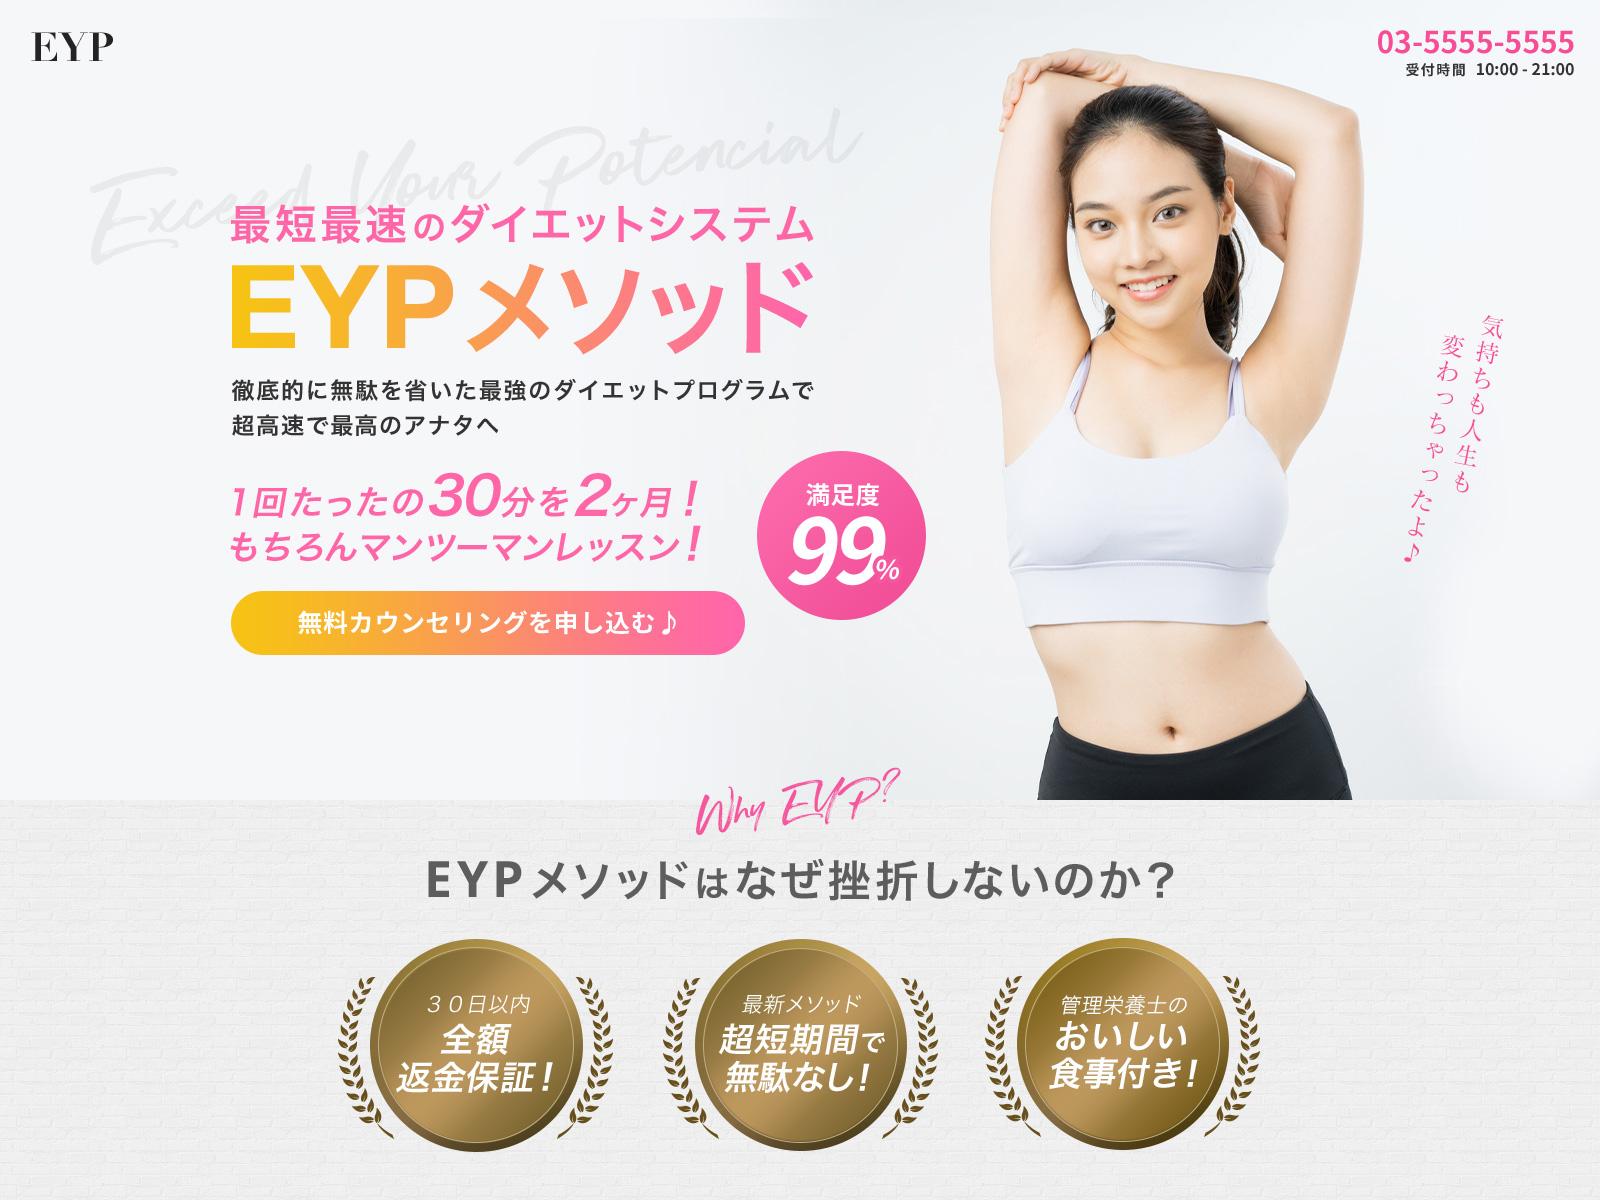 EYP
03-5555-5555
受付時間 10:00 - 21:00
Exceed Your Potencial
最短最速のダイエットシステム
EYPメソッド
徹底的に無駄を省いた最強のダイエットプログラムで
超高速で最高のアナタへ
1回たったの30分を2ヶ月！
もちろんマンツーマンレッスン！
満足度
99%
無料カウンセリングを申し込む♪
気持ちも人生も
変わっちゃったよ♪
Why EYP?
EYPメソッドはなぜ挫折しないのか？
３０日以内
全額
返金保証！
最新メソッド
超短期間で
無駄なし！
管理栄養士の
おいしい
食事付き！